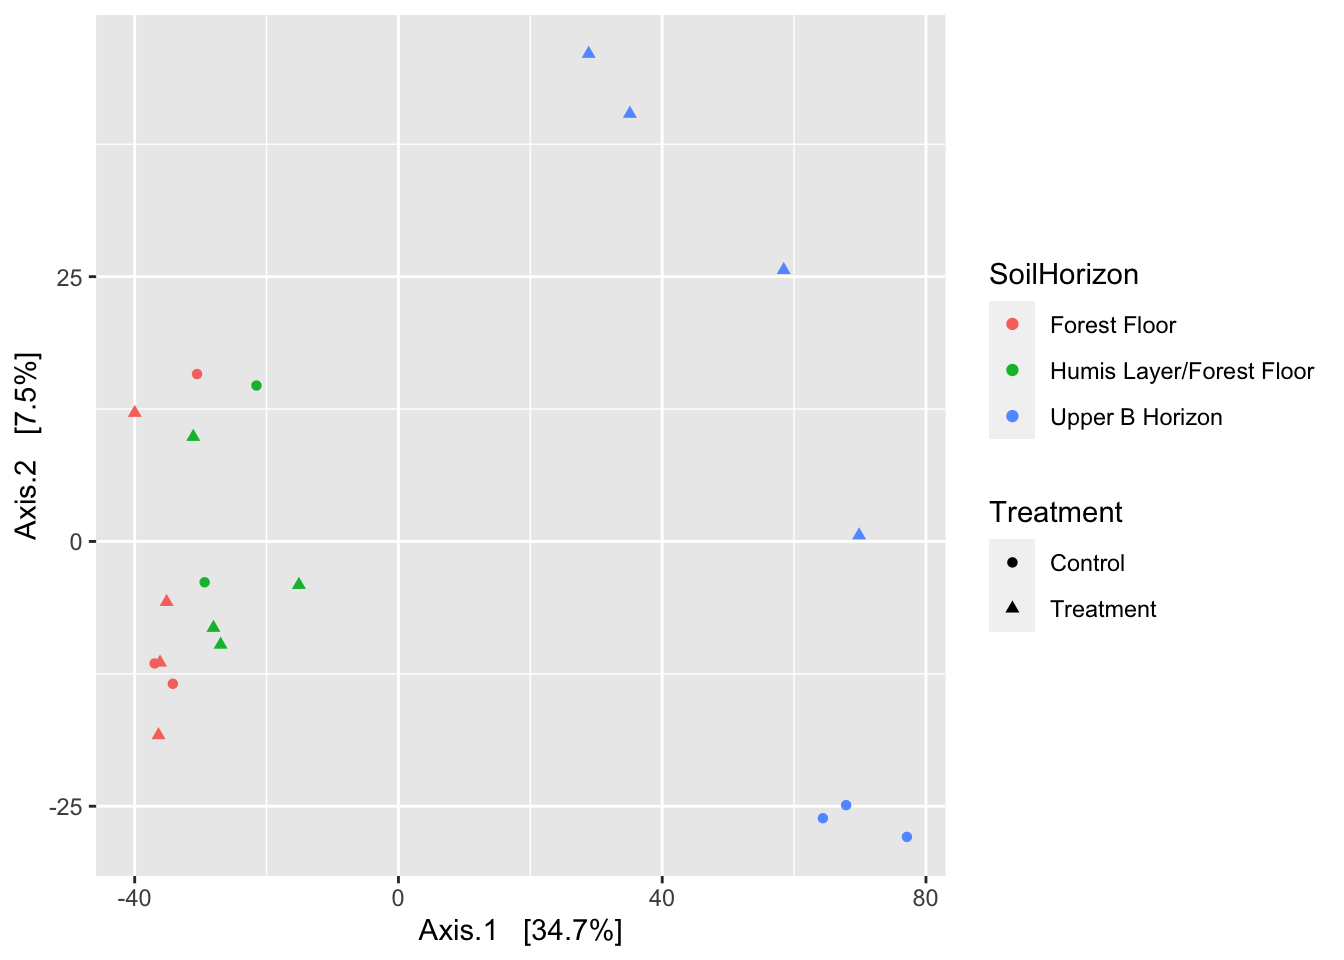 25
0
-25
-40
0
40
80
Axis.1 [34.7%]
Axis.2 [7.5%]
SoilHorizon
Forest Floor
Humis Layer/Forest Floor
Upper B Horizon
Treatment
Control
Treatment